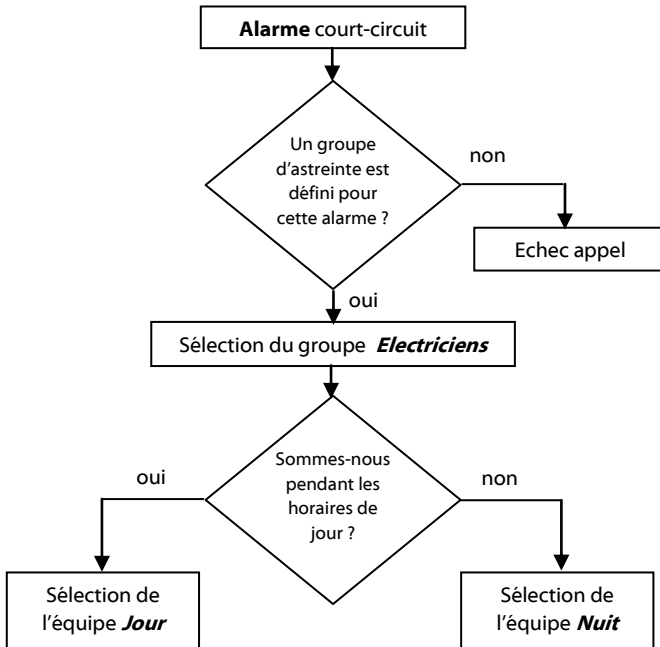 Alarme court-circuit
Un groupe
d'astreinte est
défini pour
cette alarme ?
non
Echec appel
oui
Sélection du groupe Electriciens
Sommes-nous
pendant les
horaires de
jour ?
oui
non
Sélection de
l'équipe Jour
Sélection de
l'équipe Nuit